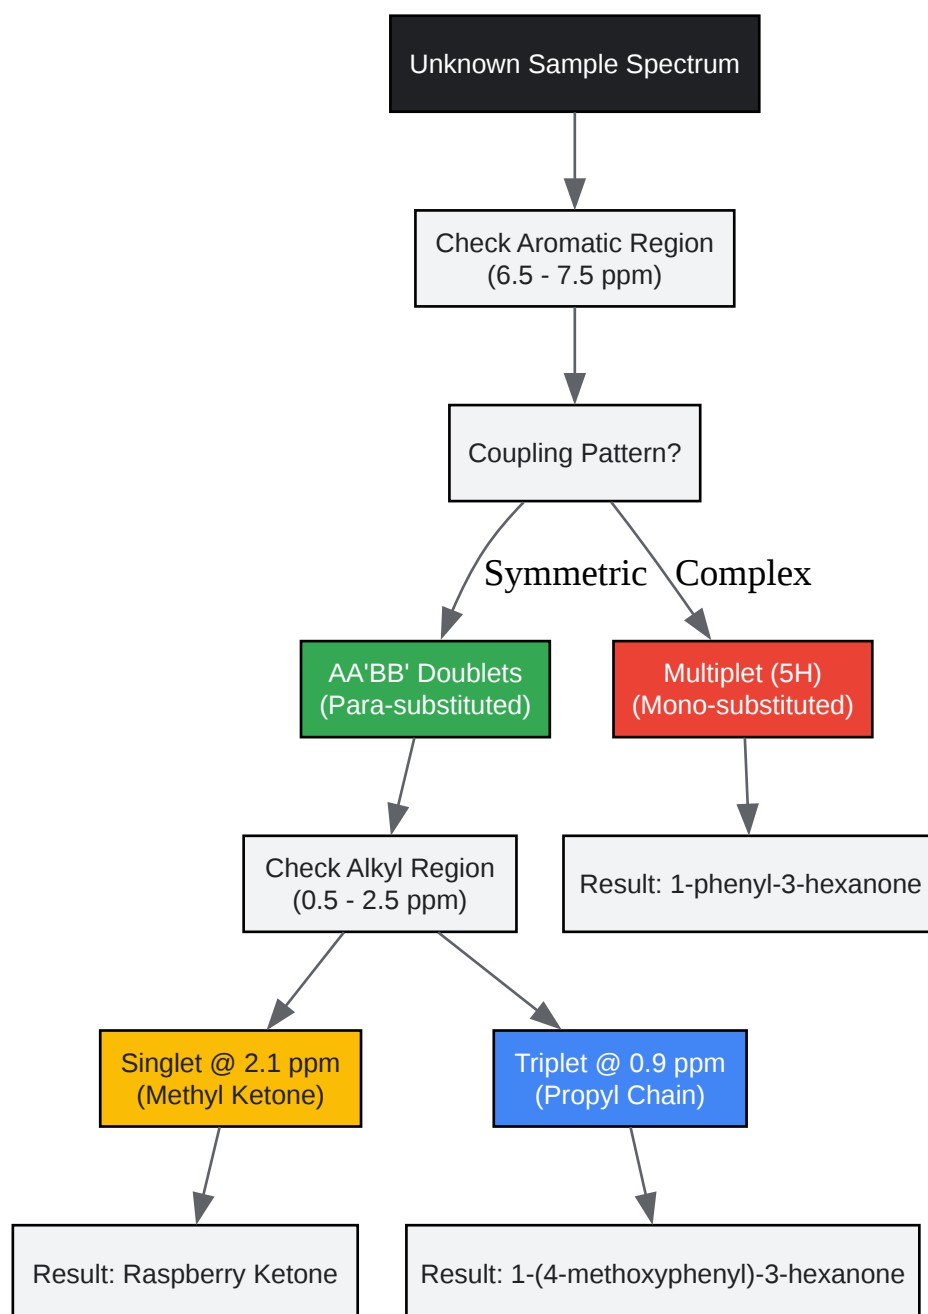 Unknown Sample Spectrum
Check Aromatic Region
(6.5 - 7.5 ppm)
Coupling Pattern?
Symmetric
Complex
AA'BB' Doublets
(Para-substituted)
Multiplet (5H)
(Mono-substituted)
Check Alkyl Region
(0.5 - 2.5 ppm)
Result: 1-phenyl-3-hexanone
Singlet @ 2.1 ppm
(Methyl Ketone)
Triplet @ 0.9 ppm
(Propyl Chain)
Result: Raspberry Ketone
Result: 1-(4-methoxyphenyl)-3-hexanone